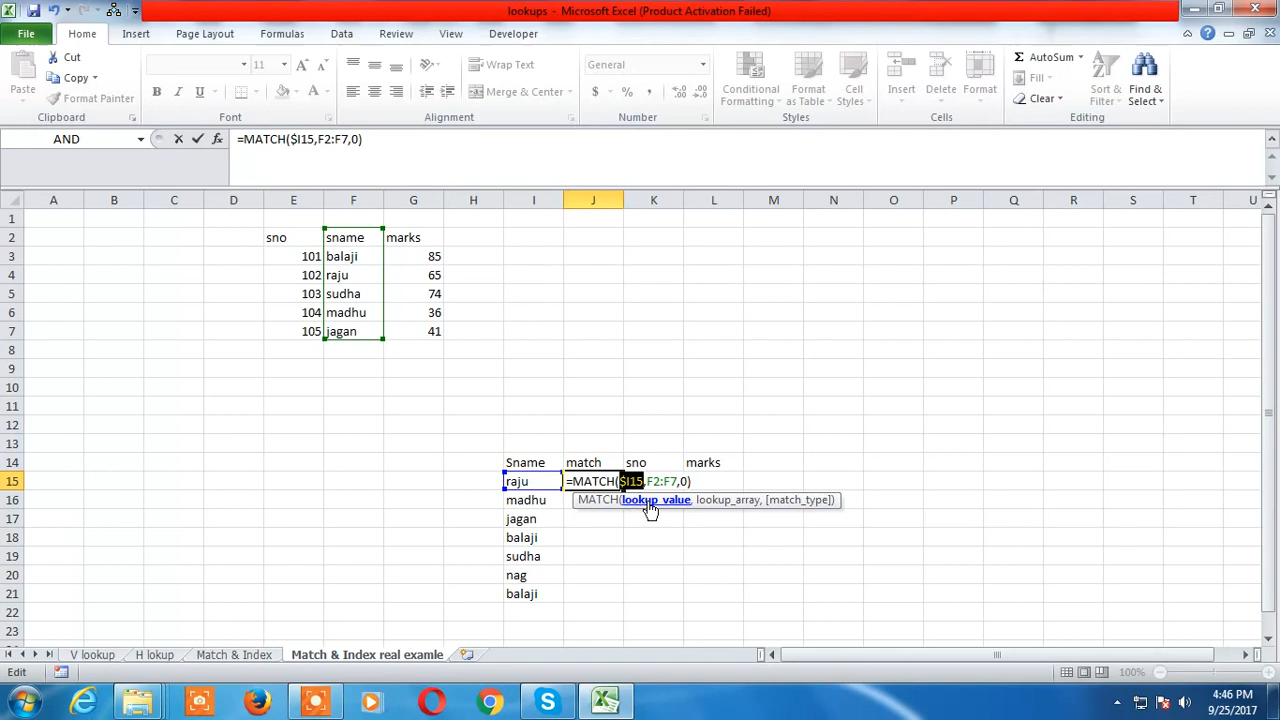 lookups - Microsoft Excel (Product Activation Failed)
File Home Insert Page Layout Formulas Data Review View Developer
Paste
Cut
Copy
Format Painter
Clipboard
11 A A
B I U A
Font
Wrap Text
Merge & Center
Alignment
General
$ % ,
Number
Conditional Formatting
Format as Table
Cell Styles
Styles
Insert
Delete
Format
Cells
Σ AutoSum
Fill
Clear
Sort & Filter
Find & Select
Editing
AND fx =MATCH($I15,F2:F7,0)
A B C D E F G H I J K L M N O P Q R S T U
1
2 sno sname marks
3 101 balaji 85
4 102 raju 65
5 103 sudha 74
6 104 madhu 36
7 105 jagan 41
8
9
10
11
12
13
14 Sname match sno marks
15 raju =MATCH($I15,F2:F7,0)
MATCH(lookup_value, lookup_array, [match_type])
16 madhu
17 jagan
18 balaji
19 sudha
20 nag
21 balaji
22
23
V lookup H lokup Match & Index Match & Index real examle
Edit 100%
4:46 PM
9/25/2017